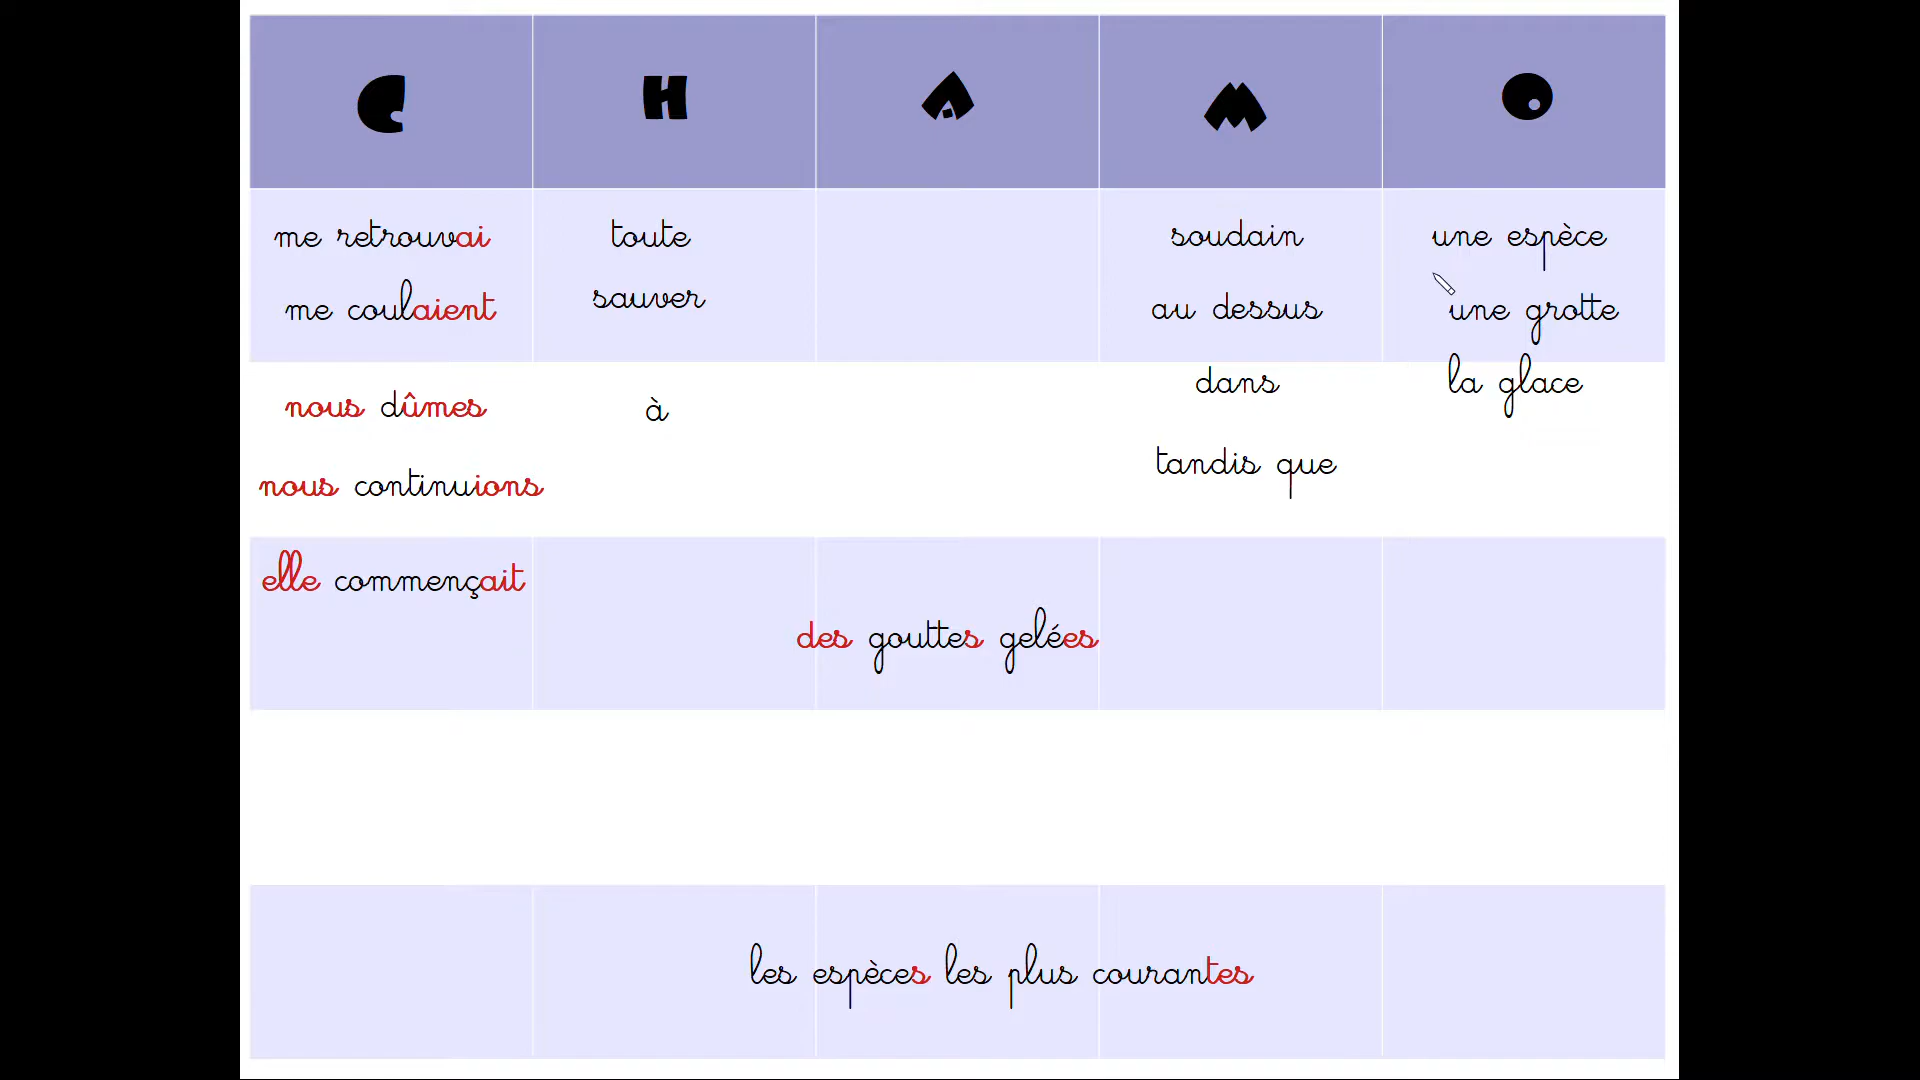 C H A M O
me retrouvai toute soudain une espèce
me coulaient sauver au dessus une grotte
nous dûmes à dans la glace
nous continuions tandis que
elle commençait
des gouttes gelées
les espèces les plus courantes